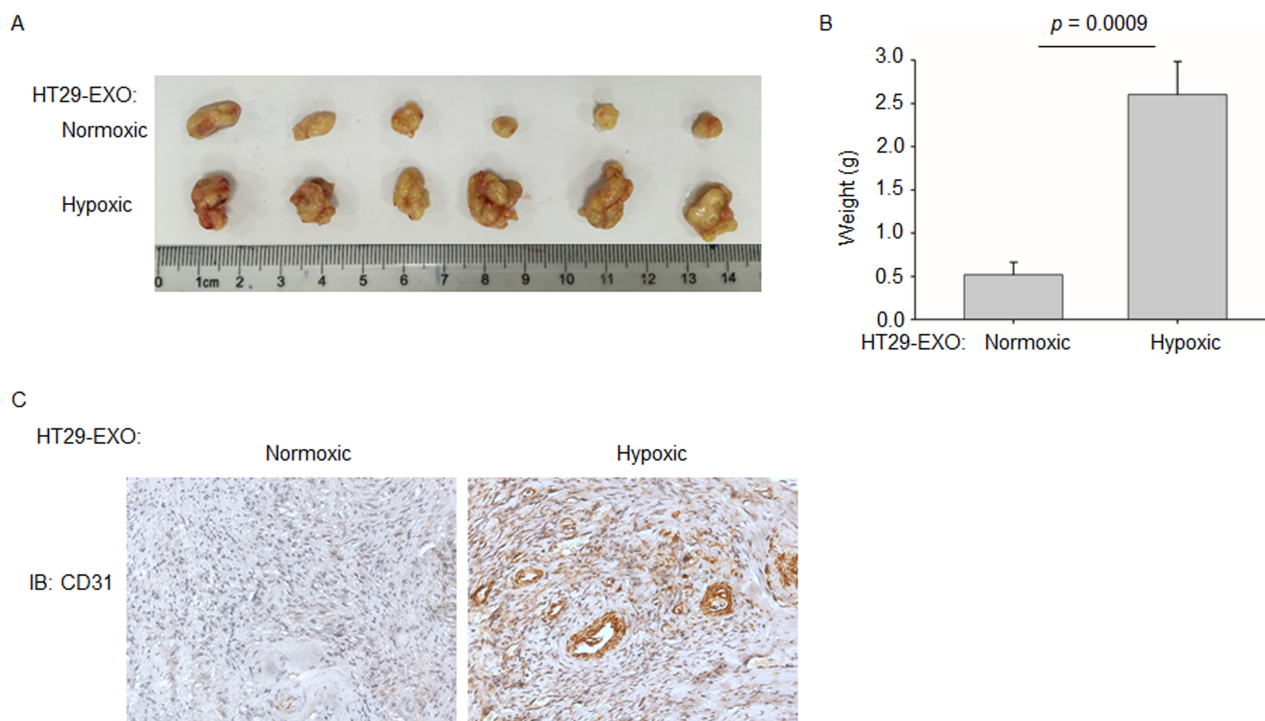 A
HT29-EXO:
Normoxic
Hypoxic
0 1cm 2 3 4 5 6 7 8 9 10 11 12 13 14
B
p = 0.0009
3.0
2.5
2.0
1.5
1.0
0.5
0.0
Weight (g)
HT29-EXO: Normoxic Hypoxic
C
HT29-EXO:
Normoxic Hypoxic
IB: CD31